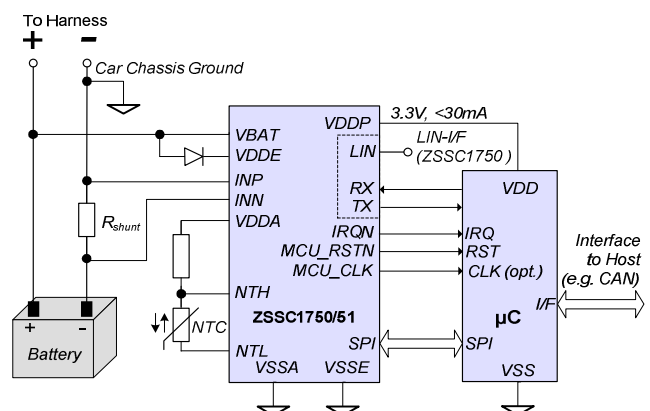 To Harness
+ -
Car Chassis Ground
VBAT
VDDE
INP
INN
VDDA
Rshunt
NTH
NTC
NTL
+ -
Battery
VDDP
3.3V, <30mA
LIN
LIN-I/F
(ZSSC1750)
RX
TX
IRQN
MCU_RSTN
MCU_CLK
ZSSC1750/51
SPI
VSSA VSSE
VDD
IRQ
RST
CLK (opt.)
I/F
µC
SPI
VSS
Interface
to Host
(e.g. CAN)